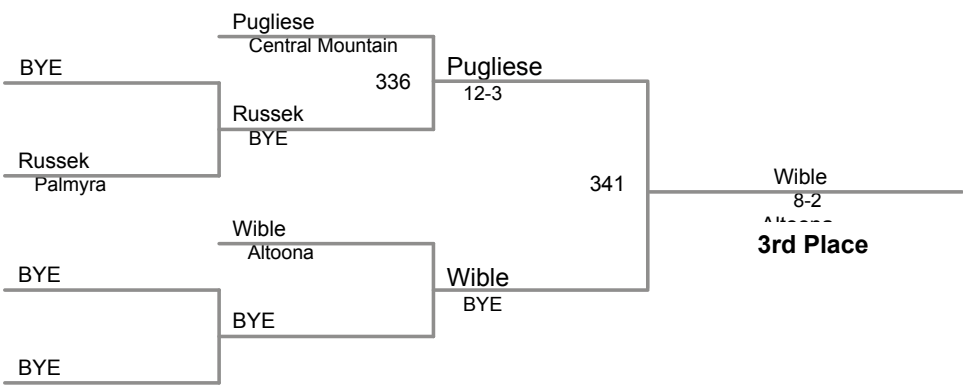 Pugliese
Central Mountain
BYE
336
Pugliese
12-3
Russek
BYE
Russek
Palmyra
341
Wible
8-2
3rd Place
Wible
Altoona
BYE
Wible
BYE
BYE
BYE